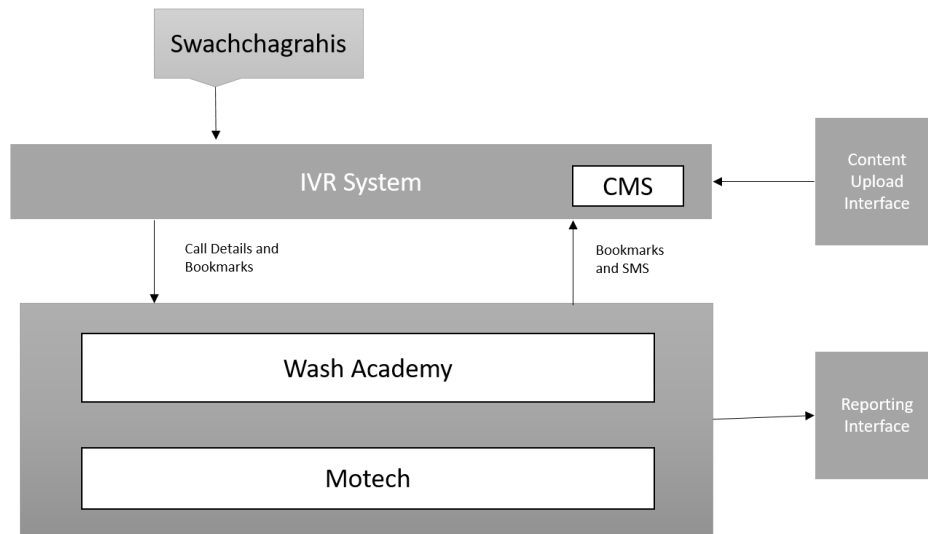 Swachchagrahis
IVR System
CMS
Content
Upload
Interface
Call Details and
Bookmarks
Bookmarks
and SMS
Wash Academy
Motech
Reporting
Interface